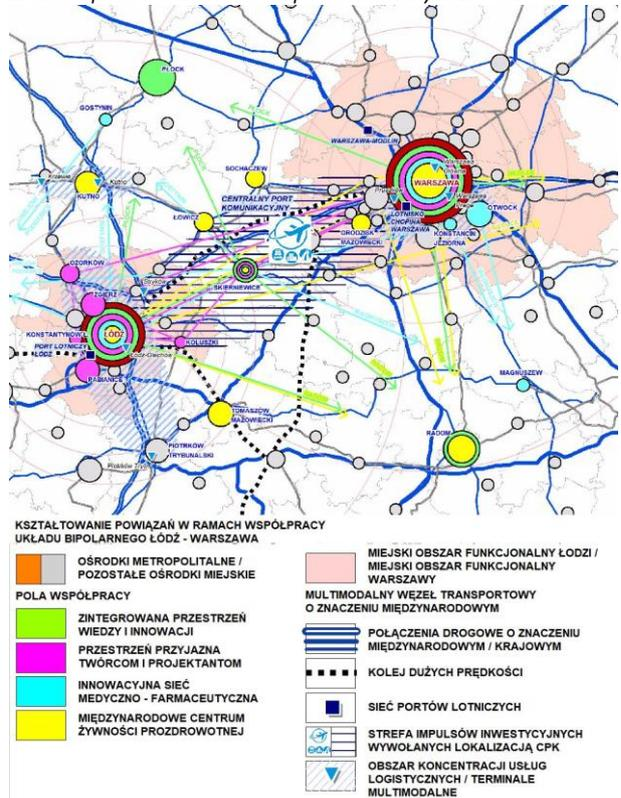 PŁOCK
GOSTYNIN
WARSZAWA-MODLIN
KUTNO
Kutno
SOCHACZEW
CENTRALNY PORT
KOMUNIKACYJNY
ŁOWICZ
WARSZAWA
OTWOCK
LOTNISKO
CHOPINA
WARSZAWA
KONSTANCIN
JEZIORNA
GRODZISK
MAZOWIECKI
OZORKÓW
Stryków
SKIERNIEWICE
ZGIERZ
KONSTANTYNÓW
ŁÓDŹ
PORT LOTNICZY
ŁÓDŹ
KOLUSZKI
PABIANICE
MAGNUSZEW
TOMASZÓW
MAZOWIECKI
RADOM
PIOTRKÓW
TRYBUNALSKI
KSZTAŁTOWANIE POWIĄZAŃ W RAMACH WSPÓŁPRACY
UKŁADU BIPOLARNEGO ŁÓDŹ - WARSZAWA
OŚRODKI METROPOLITALNE /
POZOSTAŁE OŚRODKI MIEJSKIE
POLA WSPÓŁPRACY
ZINTEGROWANA PRZESTRZEŃ
WIEDZY I INNOWACJI
PRZESTRZEŃ PRZYJAZNA
TWÓRCOM I PROJEKTANTOM
INNOWACYJNA SIEĆ
MEDYCZNO - FARMACEUTYCZNA
MIĘDZYNARODOWE CENTRUM
ŻYWNOŚCI PROZDROWOTNEJ
MIEJSKI OBSZAR FUNKCJONALNY ŁODZI /
MIEJSKI OBSZAR FUNKCJONALNY
WARSZAWY
MULTIMODALNY WĘZEŁ TRANSPORTOWY
O ZNACZENIU MIĘDZYNARODOWYM
POŁĄCZENIA DROGOWE O ZNACZENIU
MIĘDZYNARODOWYM / KRAJOWYM
KOLEJ DUŻYCH PRĘDKOŚCI
SIEĆ PORTÓW LOTNICZYCH
STREFA IMPULSÓW INWESTYCYJNYCH
WYWOŁANYCH LOKALIZACJĄ CPK
OBSZAR KONCENTRACJI USŁUG
LOGISTYCZNYCH / TERMINALE
MULTIMODALNE